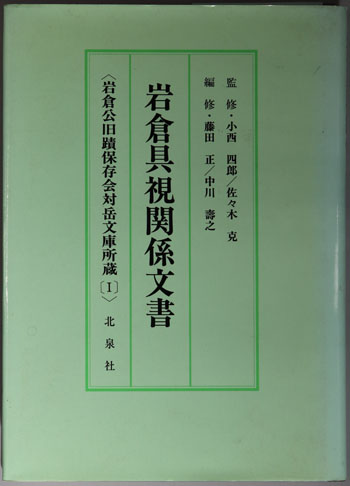 監修・小西四郎／佐々木克
編修・藤田正／中川壽之
岩倉具視関係文書
〈岩倉公旧蹟保存会対岳文庫所蔵〔Ⅰ〕〉
北泉社